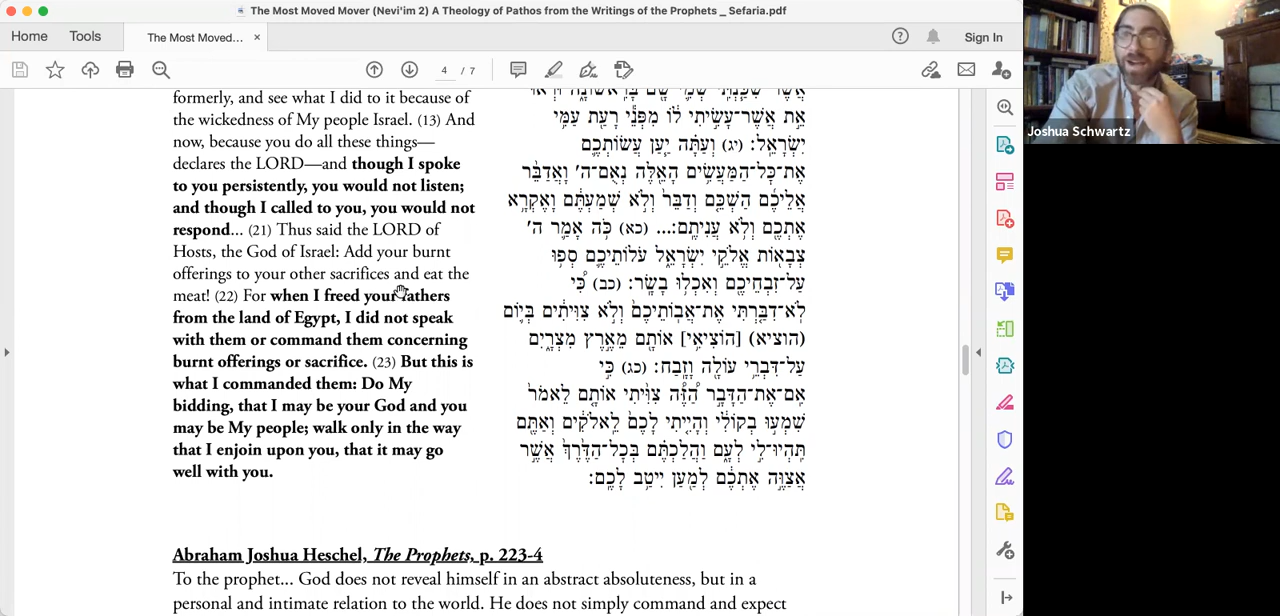 The Most Moved Mover (Nevi'im 2) A Theology of Pathos from the Writings of the Prophets _ Sefaria.pdf
Home Tools The Most Moved... × Sign In
4 / 7
formerly, and see what I did to it because of
the wickedness of My people Israel. (13) And
now, because you do all these things—
declares the LORD—and though I spoke
to you persistently, you would not listen;
and though I called to you, you would not
respond... (21) Thus said the LORD of
Hosts, the God of Israel: Add your burnt
offerings to your other sacrifices and eat the
meat! (22) For when I freed your fathers
from the land of Egypt, I did not speak
with them or command them concerning
burnt offerings or sacrifice. (23) But this is
what I commanded them: Do My
bidding, that I may be your God and you
may be My people; walk only in the way
that I enjoin upon you, that it may go
well with you.
אֲשֶׁר שִׁכַּ֥נְתִּי שְׁמִ֛י שָׁ֖ם בָּרִֽאשׁוֹנָ֑ה וּרְא֙וּ
אֵ֣ת אֲשֶׁר־עָשִׂ֣יתִי ל֔וֹ מִפְּנֵ֕י רָעַ֖ת עַמִּ֥י
יִשְׂרָאֵֽל׃ (יג) וְעַתָּ֗ה יַ֧עַן עֲשׂוֹתְכֶ֛ם
אֶת־כׇּל־הַמַּעֲשִׂ֥ים הָאֵ֖לֶּה נְאֻם־ה' וָאֲדַבֵּ֨ר
אֲלֵיכֶ֜ם הַשְׁכֵּ֤ם וְדַבֵּר֙ וְלֹ֣א שְׁמַעְתֶּ֔ם וָאֶקְרָ֥א
אֶתְכֶ֖ם וְלֹ֥א עֲנִיתֶֽם׃... (כא) כֹּ֥ה אָמַ֛ר ה'
צְבָא֖וֹת אֱלֹקֵ֣י יִשְׂרָאֵ֑ל עֹלוֹתֵיכֶ֛ם סְפ֥וּ
עַל־זִבְחֵיכֶ֖ם וְאִכְל֥וּ בָשָֽׂר׃ (כב) כִּ֠י
לֹֽא־דִבַּ֤רְתִּי אֶת־אֲבֽוֹתֵיכֶם֙ וְלֹ֣א צִוִּיתִ֔ים בְּי֛וֹם
(הוציא) [הוֹצִיאִ֥י] אוֹתָ֖ם מֵאֶ֣רֶץ מִצְרָ֑יִם
עַל־דִּבְרֵ֥י עוֹלָ֖ה וָזָֽבַח׃ (כג) כִּ֣י
אִֽם־אֶת־הַדָּבָ֣ר הַ֠זֶּ֠ה צִוִּ֨יתִי אוֹתָ֤ם לֵאמֹר֙
שִׁמְע֣וּ בְקוֹלִ֔י וְהָיִ֤יתִי לָכֶם֙ לֵֽאלֹקִ֔ים וְאַתֶּ֖ם
תִּֽהְיוּ־לִ֣י לְעָ֑ם וַהֲלַכְתֶּ֗ם בְּכׇל־הַדֶּ֙רֶךְ֙ אֲשֶׁ֣ר
אֲצַוֶּ֣ה אֶתְכֶ֔ם לְמַ֖עַן יִיטַ֥ב לָכֶֽם׃
Abraham Joshua Heschel, The Prophets, p. 223-4
To the prophet... God does not reveal himself in an abstract absoluteness, but in a
personal and intimate relation to the world. He does not simply command and expect
Joshua Schwartz